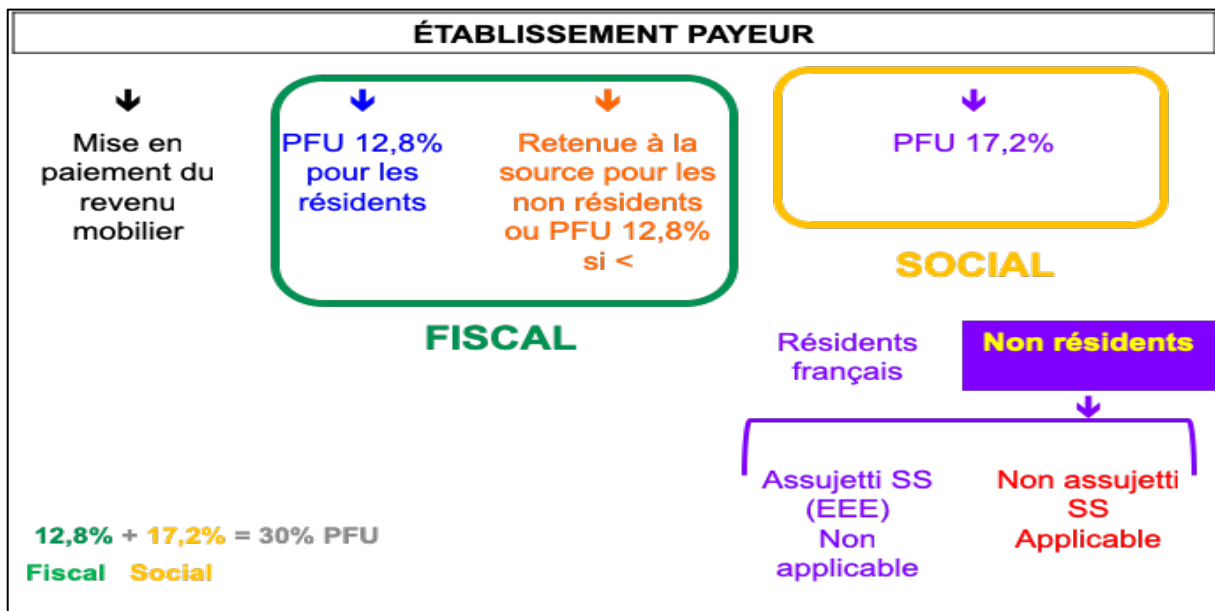 ÉTABLISSEMENT PAYEUR
Mise en
paiement du
revenu
mobilier
PFU 12,8%
pour les
résidents
Retenue à la
source pour les
non résidents
ou PFU 12,8%
si <
FISCAL
PFU 17,2%
SOCIAL
Résidents
français
Non résidents
Assujetti SS
(EEE)
Non
applicable
Non assujetti
SS
Applicable
12,8% + 17,2% = 30% PFU
Fiscal Social